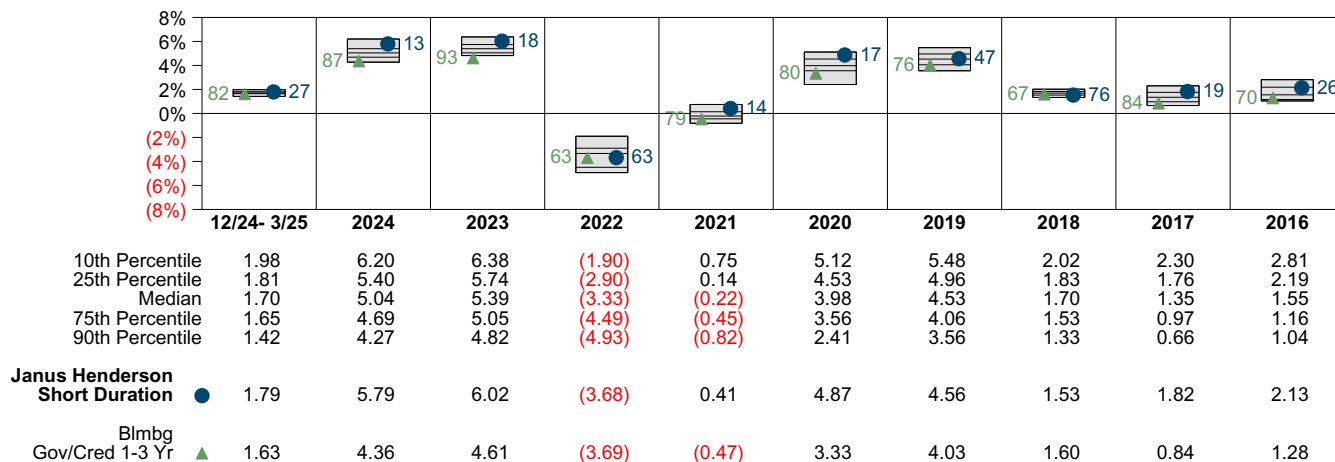 8%
6%
4%
2%
0%
(2%)
(4%)
(6%)
(8%)
82 27
87 13
93 18
63 63
79 14
80 17
76 47
67 76
84 19
70 26
12/24- 3/25 2024 2023 2022 2021 2020 2019 2018 2017 2016
10th Percentile 1.98 6.20 6.38 (1.90) 0.75 5.12 5.48 2.02 2.30 2.81
25th Percentile 1.81 5.40 5.74 (2.90) 0.14 4.53 4.96 1.83 1.76 2.19
Median 1.70 5.04 5.39 (3.33) (0.22) 3.98 4.53 1.70 1.35 1.55
75th Percentile 1.65 4.69 5.05 (4.49) (0.45) 3.56 4.06 1.53 0.97 1.16
90th Percentile 1.42 4.27 4.82 (4.93) (0.82) 2.41 3.56 1.33 0.66 1.04
Janus Henderson
Short Duration 1.79 5.79 6.02 (3.68) 0.41 4.87 4.56 1.53 1.82 2.13
Blmbg
Gov/Cred 1-3 Yr 1.63 4.36 4.61 (3.69) (0.47) 3.33 4.03 1.60 0.84 1.28